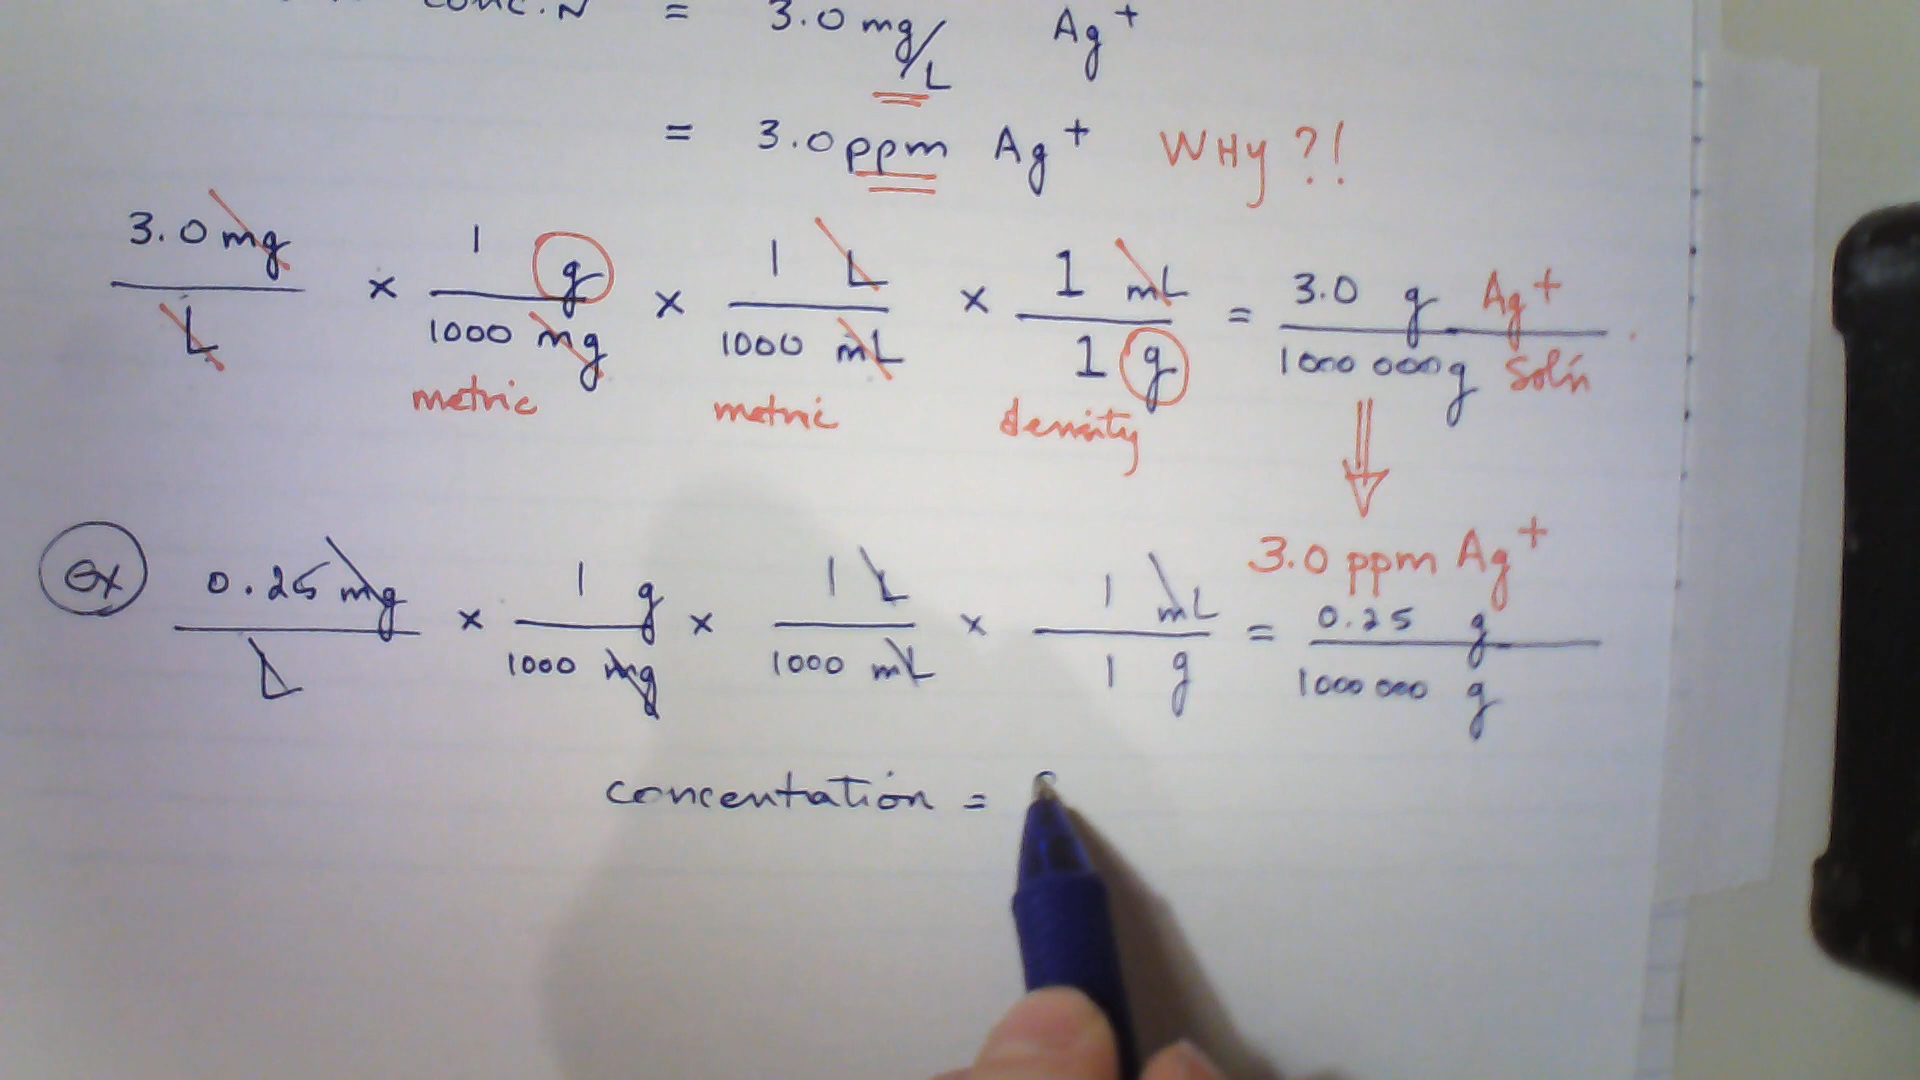 conc.N = 3.0 mg/L Ag+
= 3.0 ppm Ag+ WHY ?!
3.0 mg / L × 1 g / 1000 mg × 1 L / 1000 mL × 1 mL / 1 g = 3.0 g Ag+ / 1000 000 g Sol'n
metric metric density
3.0 ppm Ag+
ex 0.25 mg / L × 1 g / 1000 mg × 1 L / 1000 mL × 1 mL / 1 g = 0.25 g / 1000 000 g
concentration =